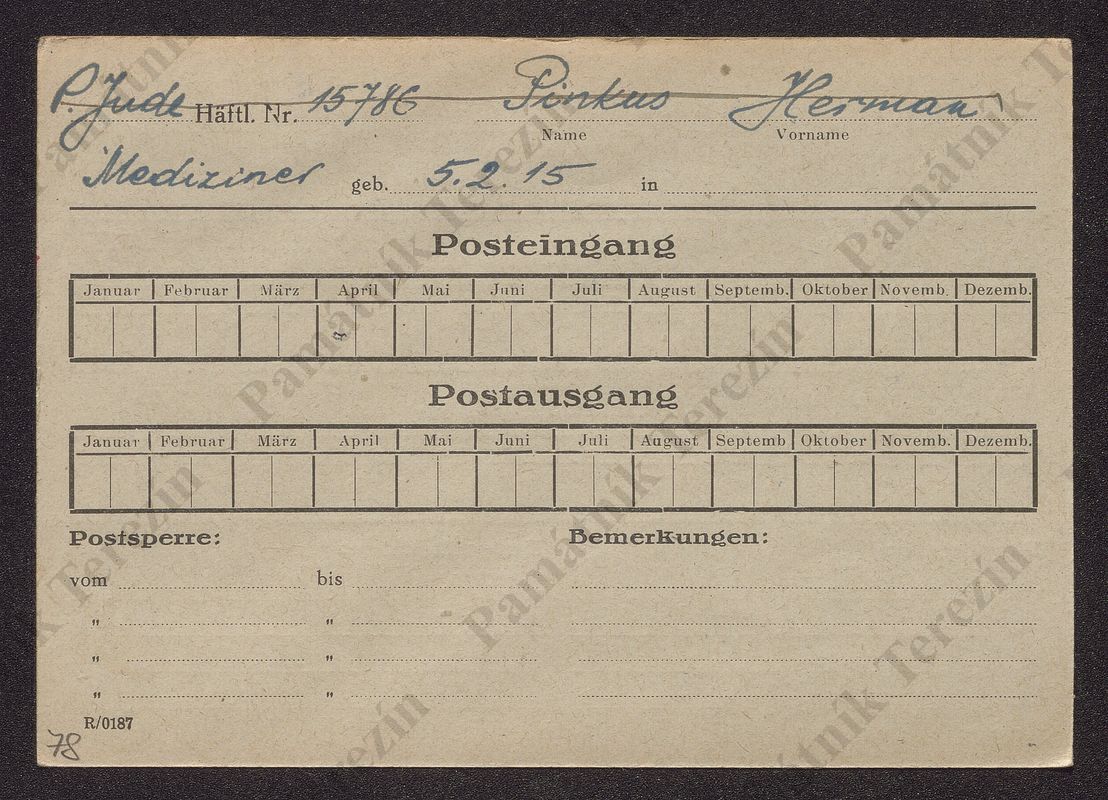 P. Jude Häftl. Nr. 15786 Pinkus Herman
Name Vorname
Mediziner geb. 5.2.15 in
Posteingang
Januar Februar März April Mai Juni Juli August Septemb. Oktober Novemb. Dezemb.
Postausgang
Januar Februar März April Mai Juni Juli August Septemb Oktober Novemb. Dezemb.
Postsperre: Bemerkungen:
vom bis
" "
" "
" "
R/0187
78
Památník Terezín